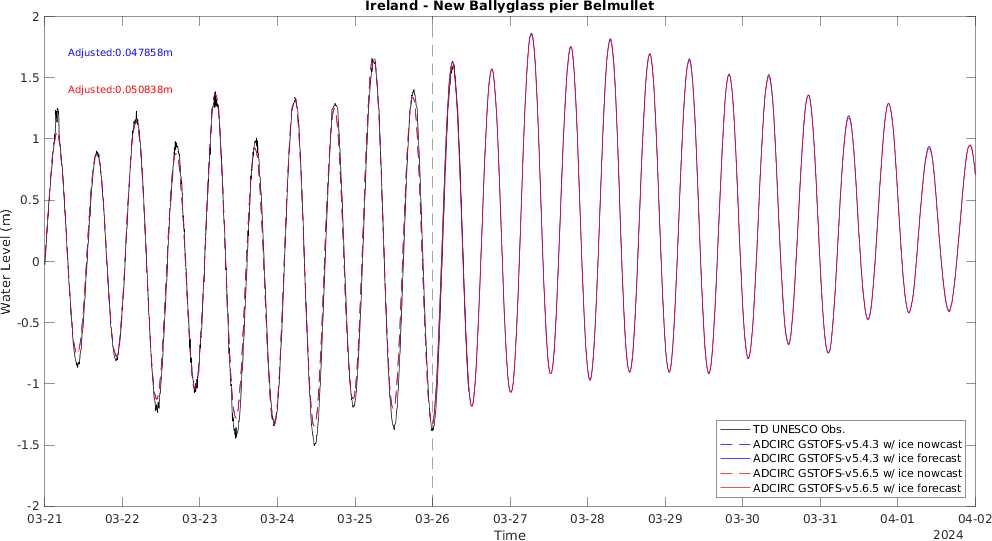 Ireland - New Ballyglass pier Belmullet
Adjusted:0.047858m
Adjusted:0.050838m
2
1.5
1
0.5
0
-0.5
-1
-1.5
-2
Water Level (m)
TD UNESCO Obs.
ADCIRC GSTOFS-v5.4.3 w/ ice nowcast
ADCIRC GSTOFS-v5.4.3 w/ ice forecast
ADCIRC GSTOFS-v5.6.5 w/ ice nowcast
ADCIRC GSTOFS-v5.6.5 w/ ice forecast
03-21 03-22 03-23 03-24 03-25 03-26 03-27 03-28 03-29 03-30 03-31 04-01 04-02
Time
2024